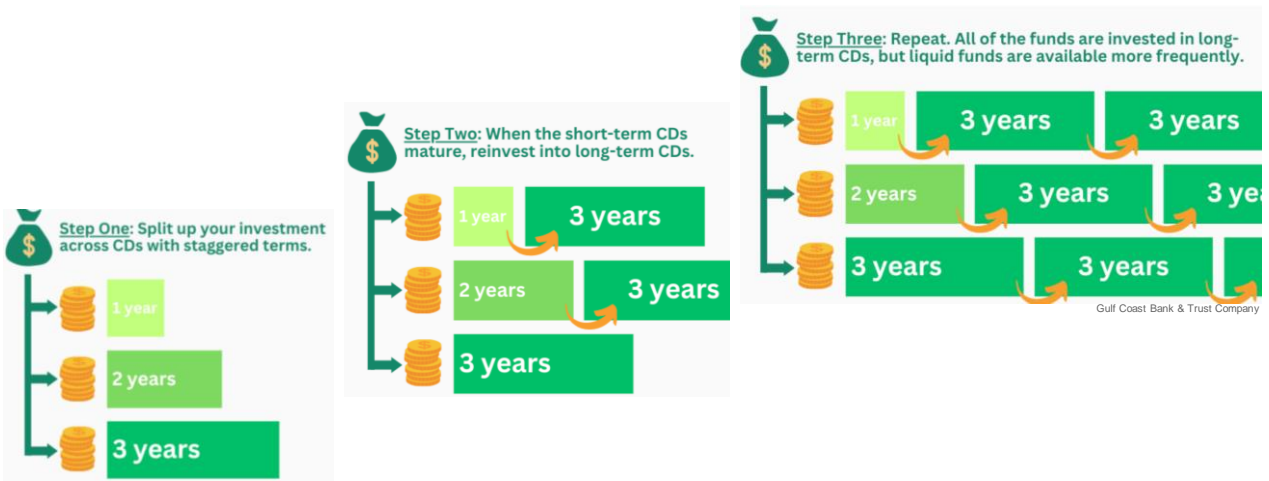 Step One: Split up your investment
across CDs with staggered terms.
$
1 year
2 years
3 years
Step Two: When the short-term CDs
mature, reinvest into long-term CDs.
$
1 year
3 years
2 years
3 years
3 years
Step Three: Repeat. All of the funds are invested in long-
term CDs, but liquid funds are available more frequently.
$
1 year
3 years
3 years
2 years
3 years
3 yea
3 years
3 years
Gulf Coast Bank & Trust Company